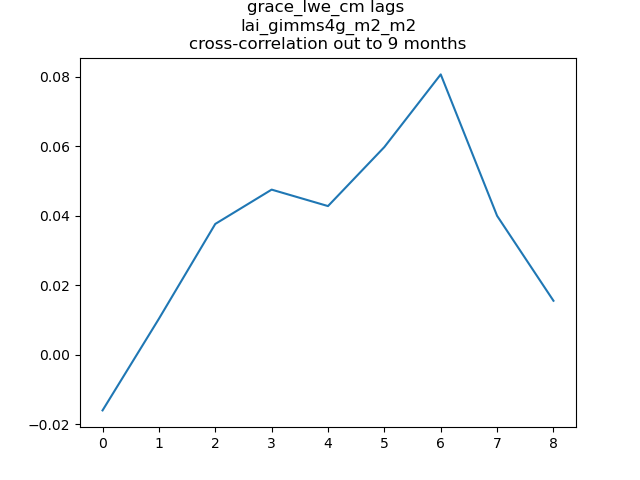 grace_lwe_cm lags
lai_gimms4g_m2_m2
cross-correlation out to 9 months
0.08
0.06
0.04
0.02
0.00
−0.02
0 1 2 3 4 5 6 7 8